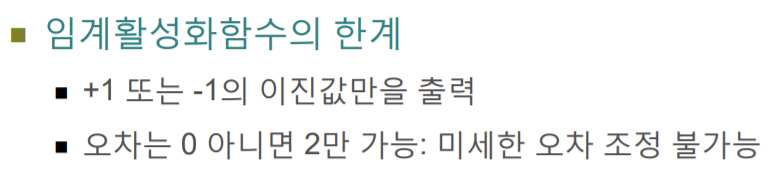 임계활성화함수의 한계
+1 또는 -1의 이진값만을 출력
오차는 0 아니면 2만 가능: 미세한 오차 조정 불가능